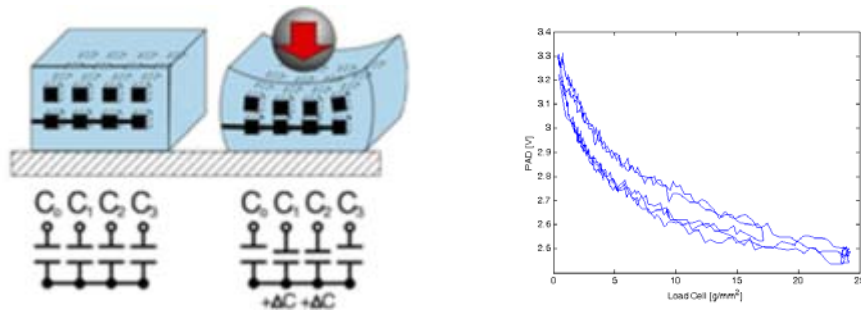 C₀ C₁ C₂ C₃
C₀ C₁ C₂ C₃
+ΔC +ΔC
3.4
3.3
3.2
3.1
3
2.9
2.8
2.7
2.6
2.5
PAD [V]
0 5 10 15 20 25
Load Cell [g/mm²]